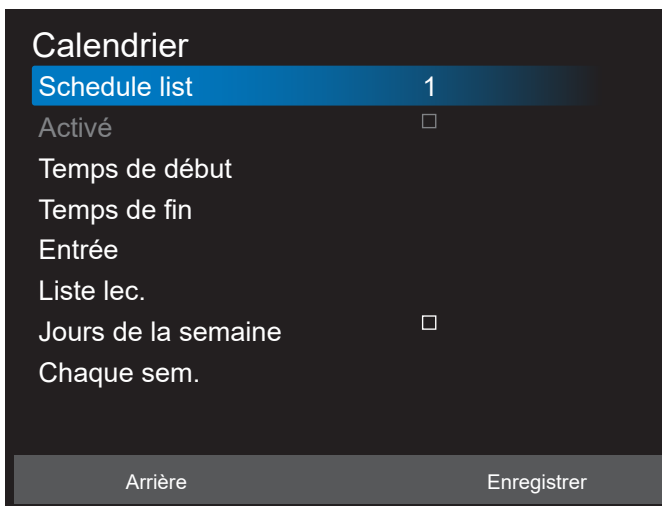 Calendrier
Schedule list 1
Activé
Temps de début
Temps de fin
Entrée
Liste lec.
Jours de la semaine
Chaque sem.
Arrière Enregistrer